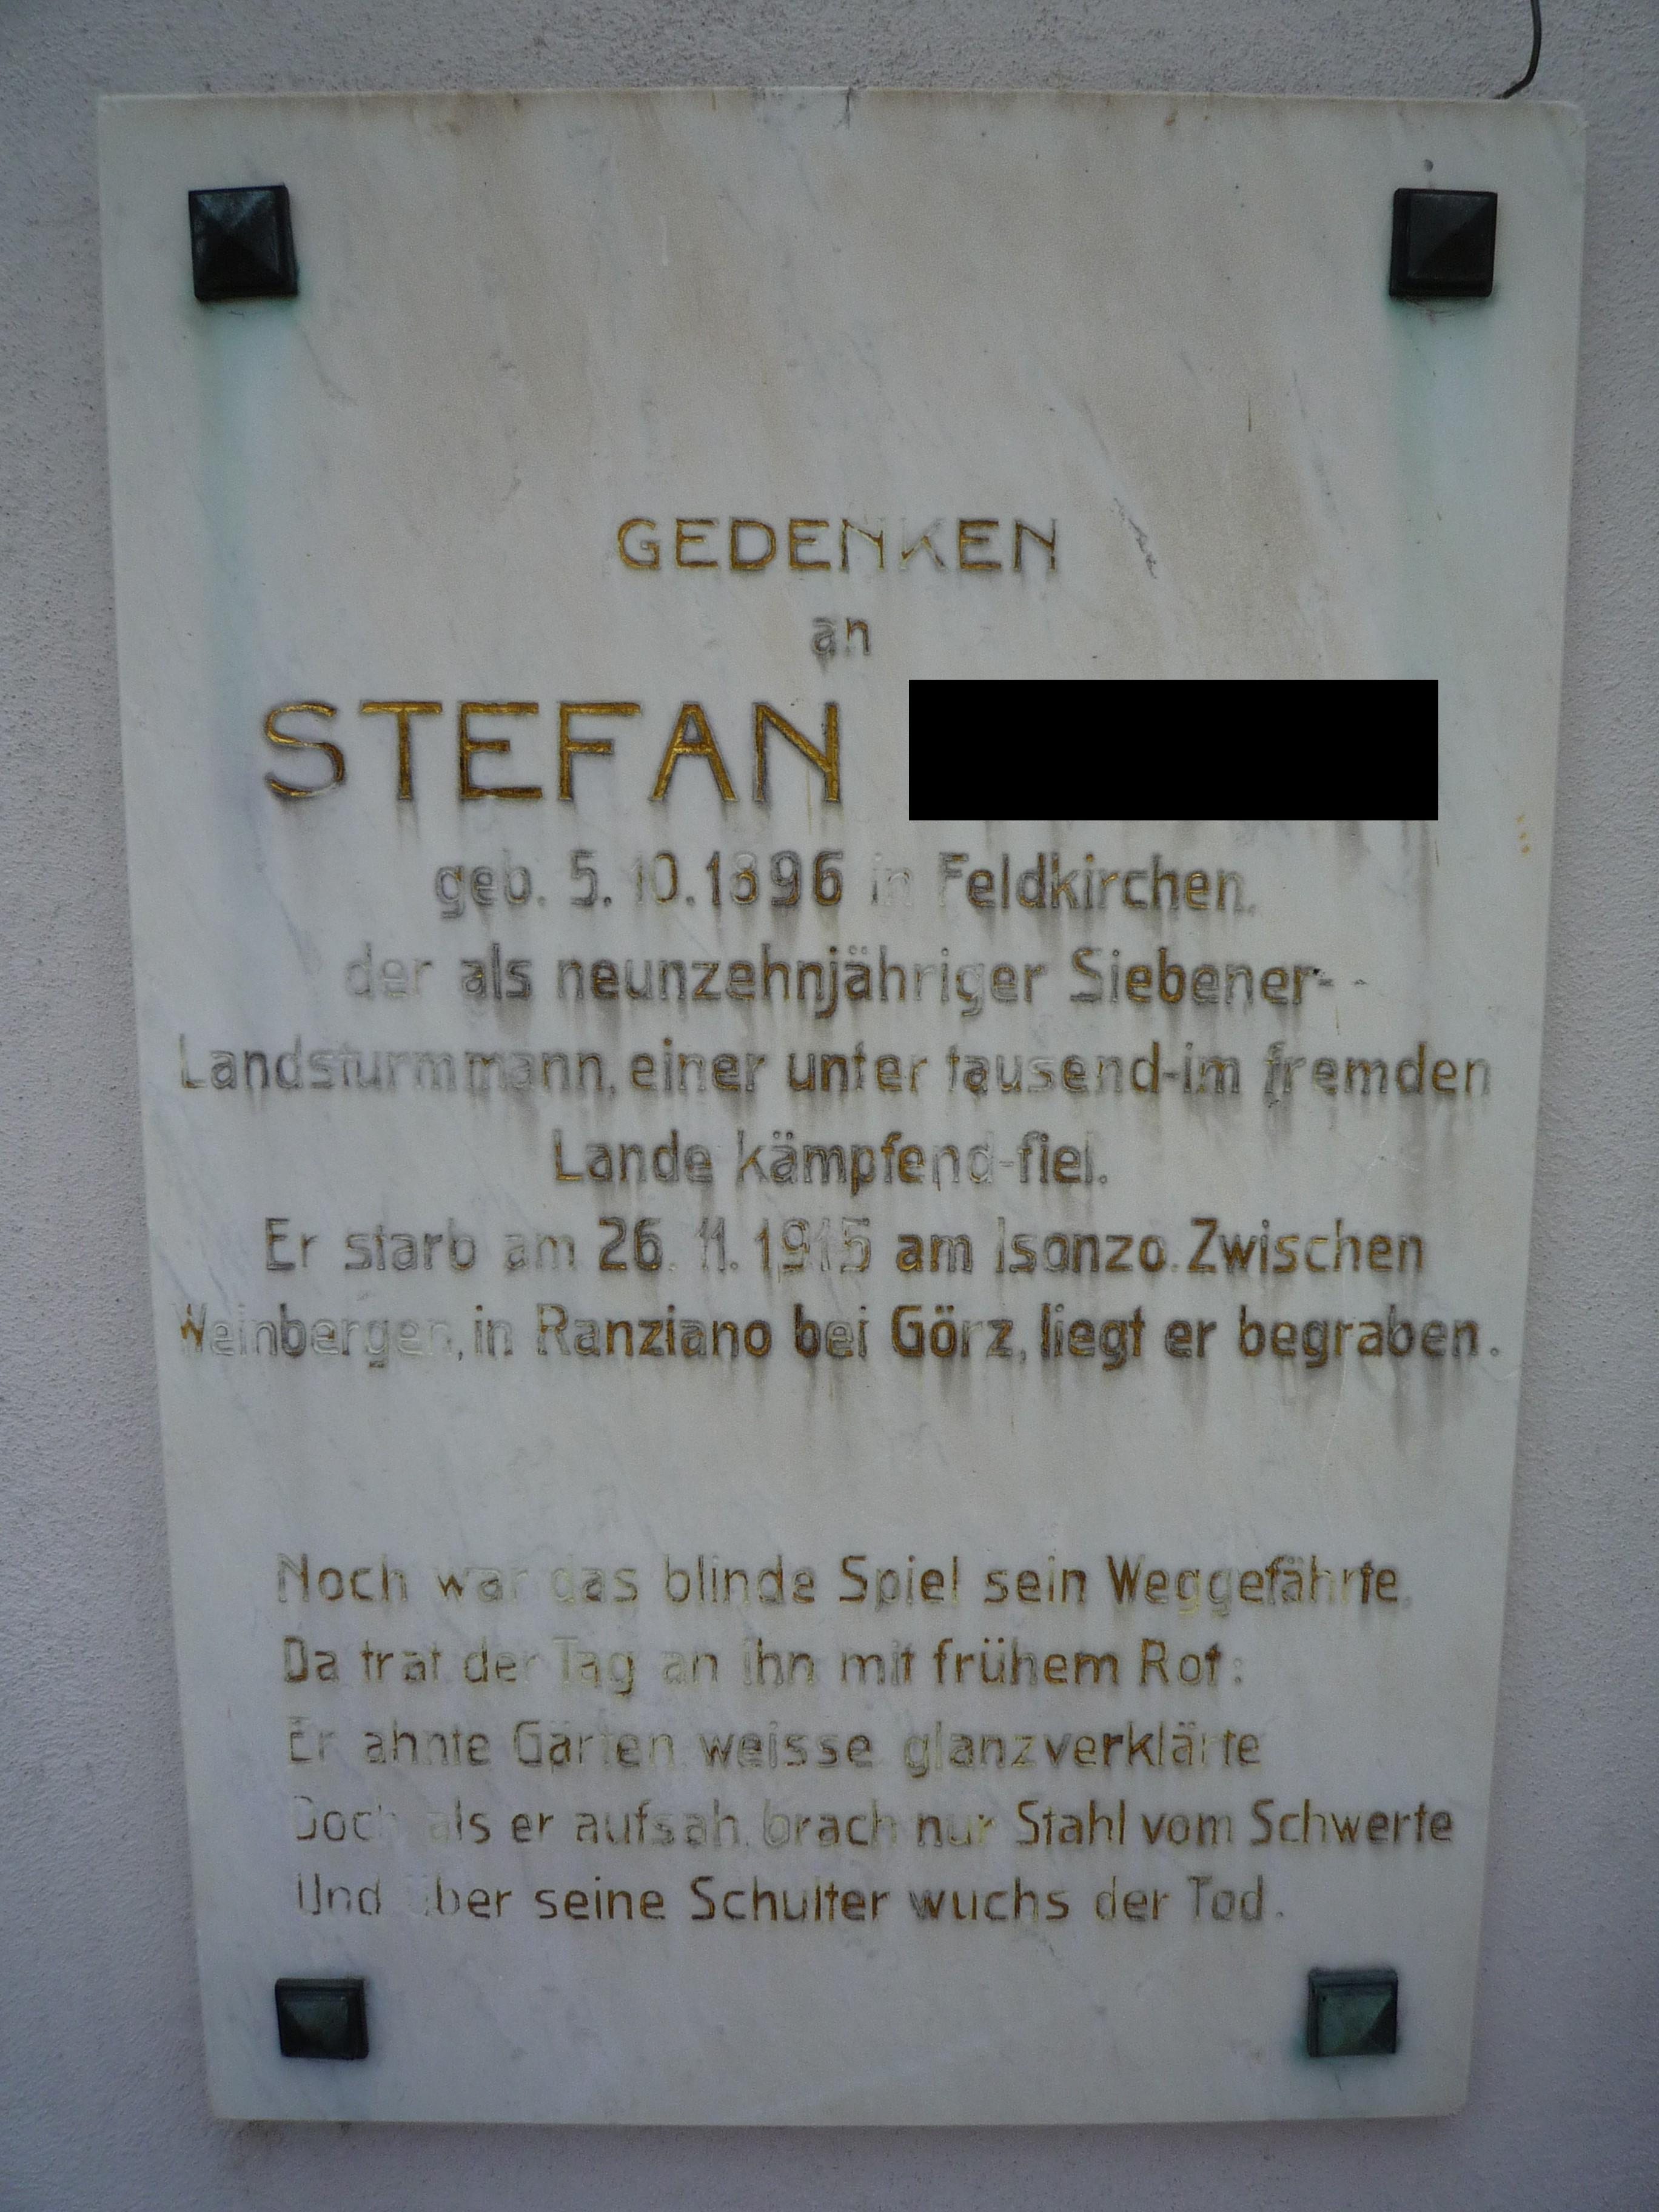 GEDENKEN
an
STEFAN
geb. 5. 10. 1896 in Feldkirchen,
der als neunzehnjähriger Siebener-
Landsturmmann, einer unter tausend-im fremden
Lande kämpfend-fiel.
Er starb am 26. 11. 1915 am Isonzo. Zwischen
Weinbergen, in Ranziano bei Görz, liegt er begraben.
Noch war das blinde Spiel sein Weggefährte,
Da trat der Tag an ihn mit frühem Rot:
Er ahnte Gärten weisse glanzverklärte
Doch als er aufsah, brach nur Stahl vom Schwerte
Und über seine Schulter wuchs der Tod.